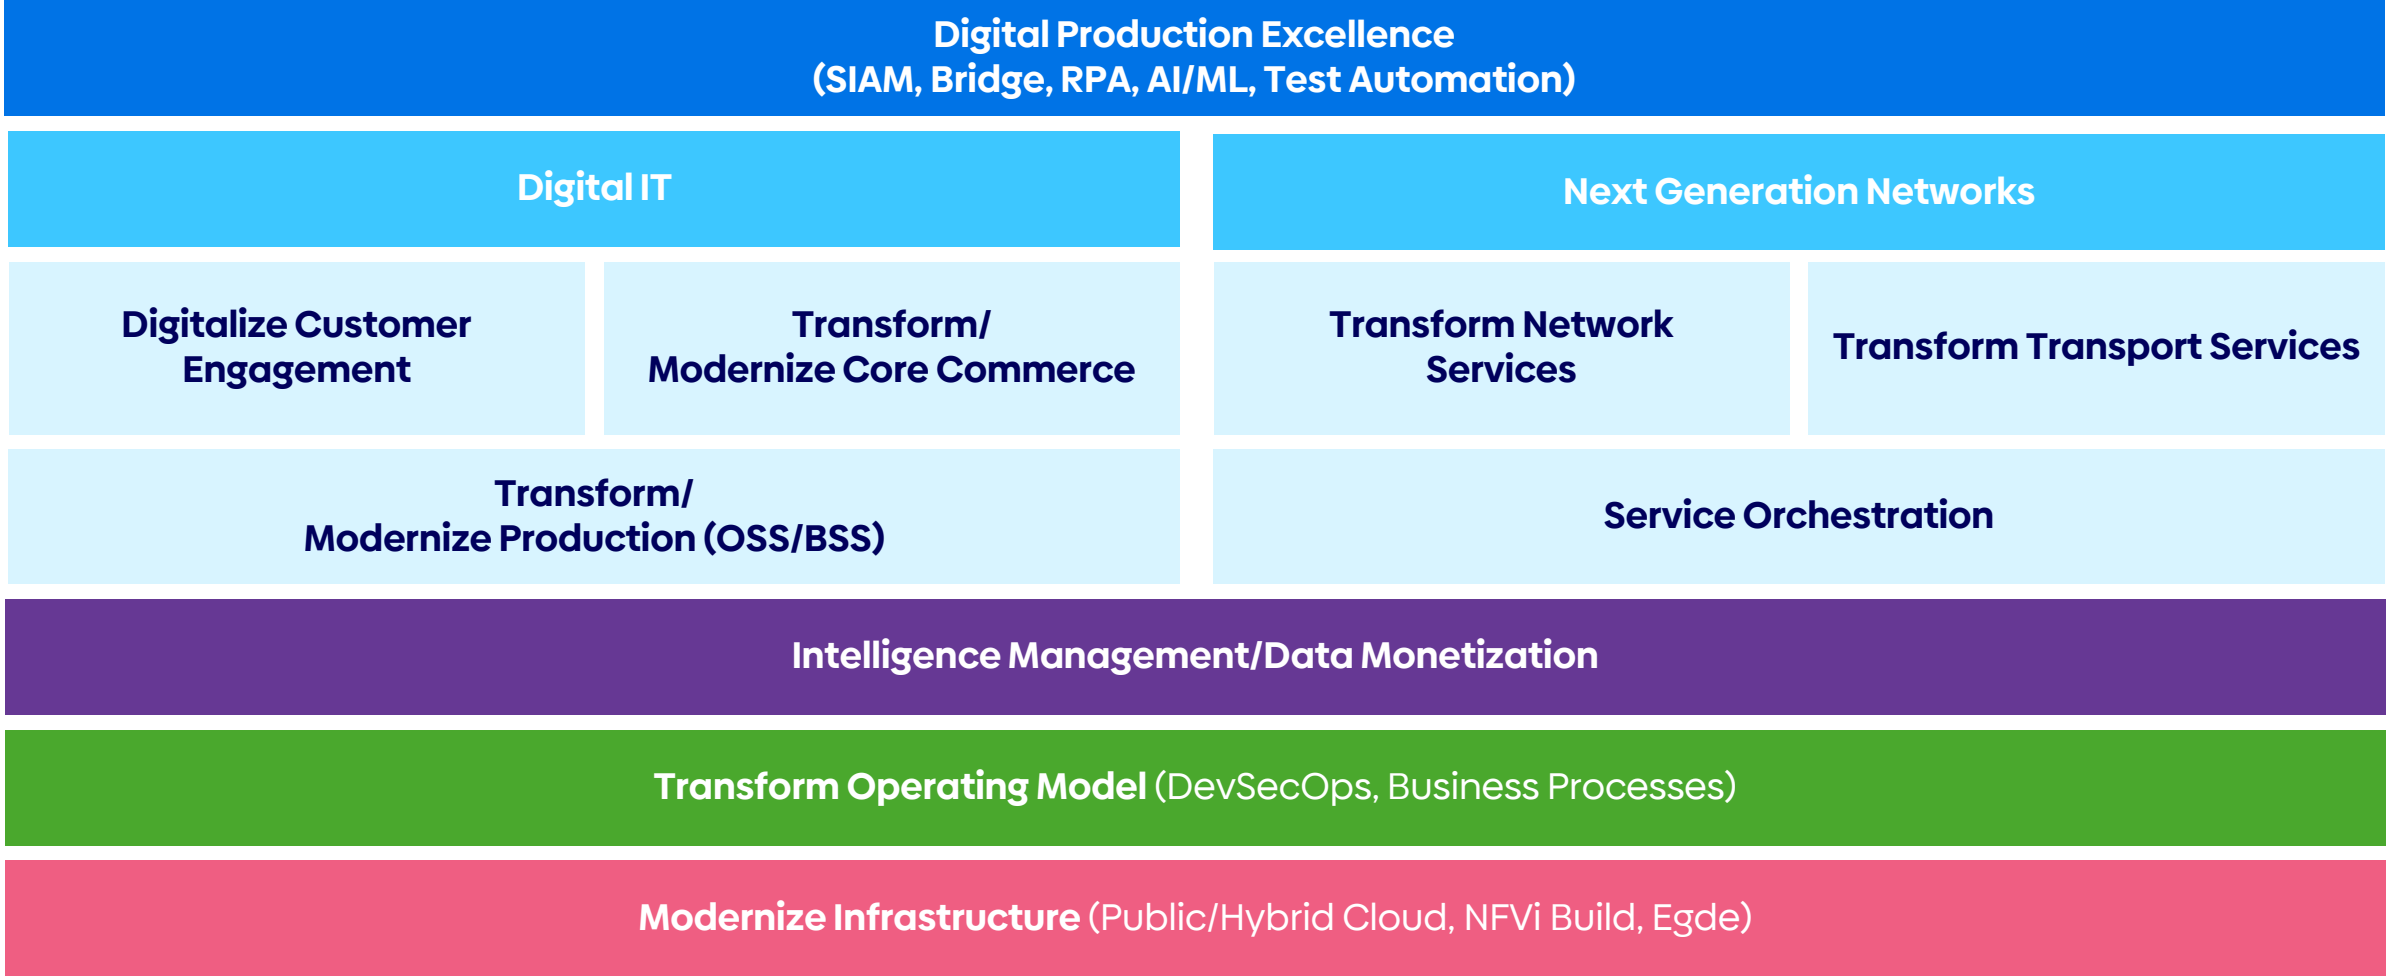 Digital Production Excellence
(SIAM, Bridge, RPA, AI/ML, Test Automation)
Digital IT
Next Generation Networks
Digitalize Customer
Engagement
Transform/
Modernize Core Commerce
Transform Network
Services
Transform Transport Services
Transform/
Modernize Production (OSS/BSS)
Service Orchestration
Intelligence Management/Data Monetization
Transform Operating Model (DevSecOps, Business Processes)
Modernize Infrastructure (Public/Hybrid Cloud, NFVi Build, Egde)